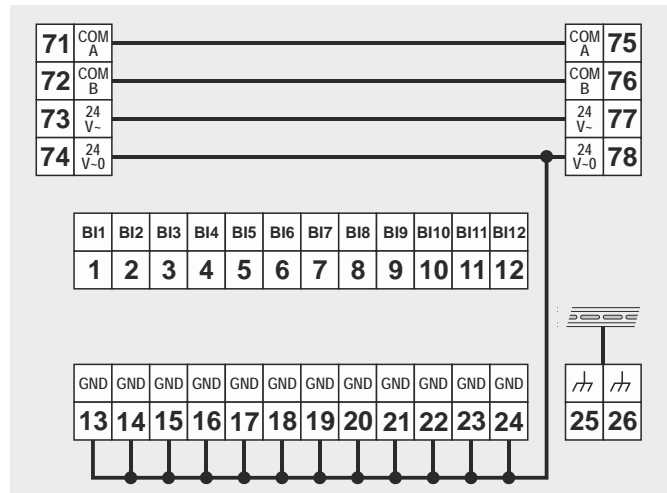 71 COM A COM A 75
72 COM B COM B 76
73 24 V~ 24 V~ 77
74 24 V~0 24 V~0 78
BI1 BI2 BI3 BI4 BI5 BI6 BI7 BI8 BI9 BI10 BI11 BI12
1 2 3 4 5 6 7 8 9 10 11 12
GND GND GND GND GND GND GND GND GND GND GND GND
13 14 15 16 17 18 19 20 21 22 23 24 25 26